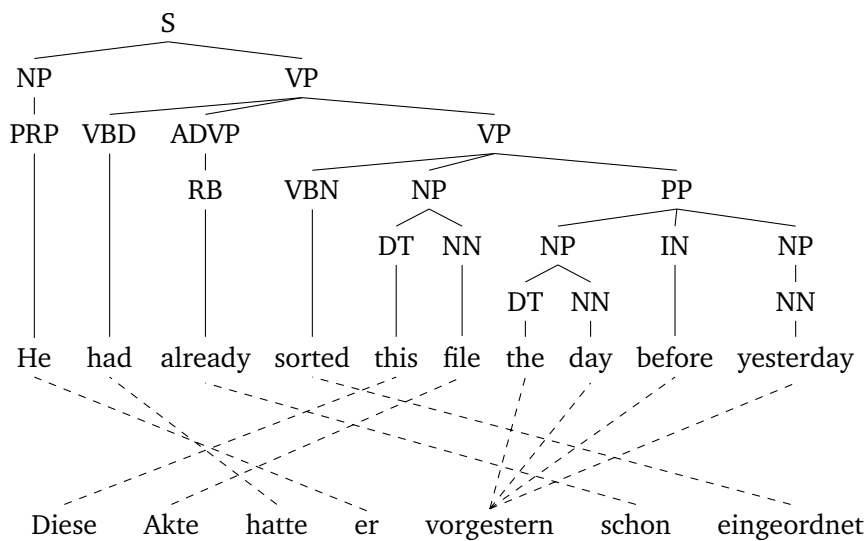 S
NP VP
PRP VBD ADVP VP
RB VBN NP PP
DT NN NP IN NP
DT NN NN
He had already sorted this file the day before yesterday
Diese Akte hatte er vorgestern schon eingeordnet